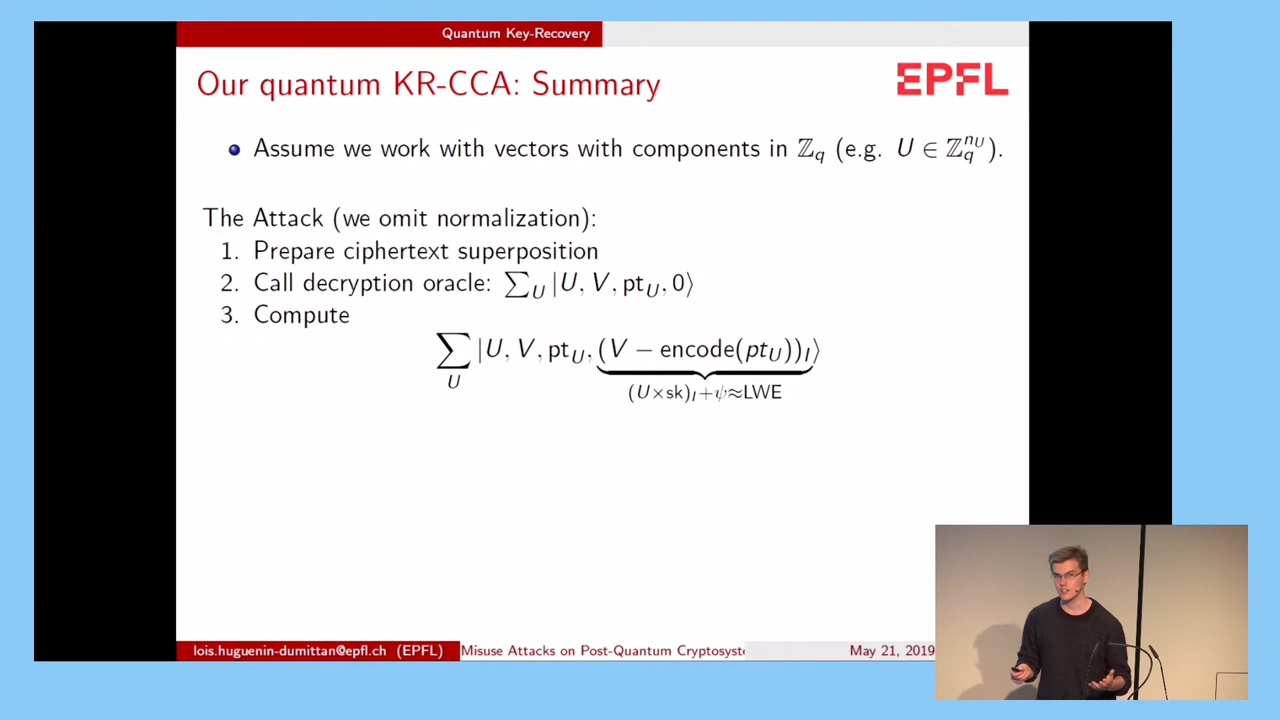 Quantum Key-Recovery
Our quantum KR-CCA: Summary
EPFL
Assume we work with vectors with components in ℤ_q (e.g. U ∈ ℤ_q^{n_U}).
The Attack (we omit normalization):
1. Prepare ciphertext superposition
2. Call decryption oracle: ∑_U |U, V, pt_U, 0⟩
3. Compute
∑_U |U, V, pt_U, (V − encode(pt_U))_I⟩
(U×sk)_I+ψ≈LWE
lois.huguenin-dumittan@epfl.ch (EPFL)
Misuse Attacks on Post-Quantum Cryptosyste
May 21, 2019